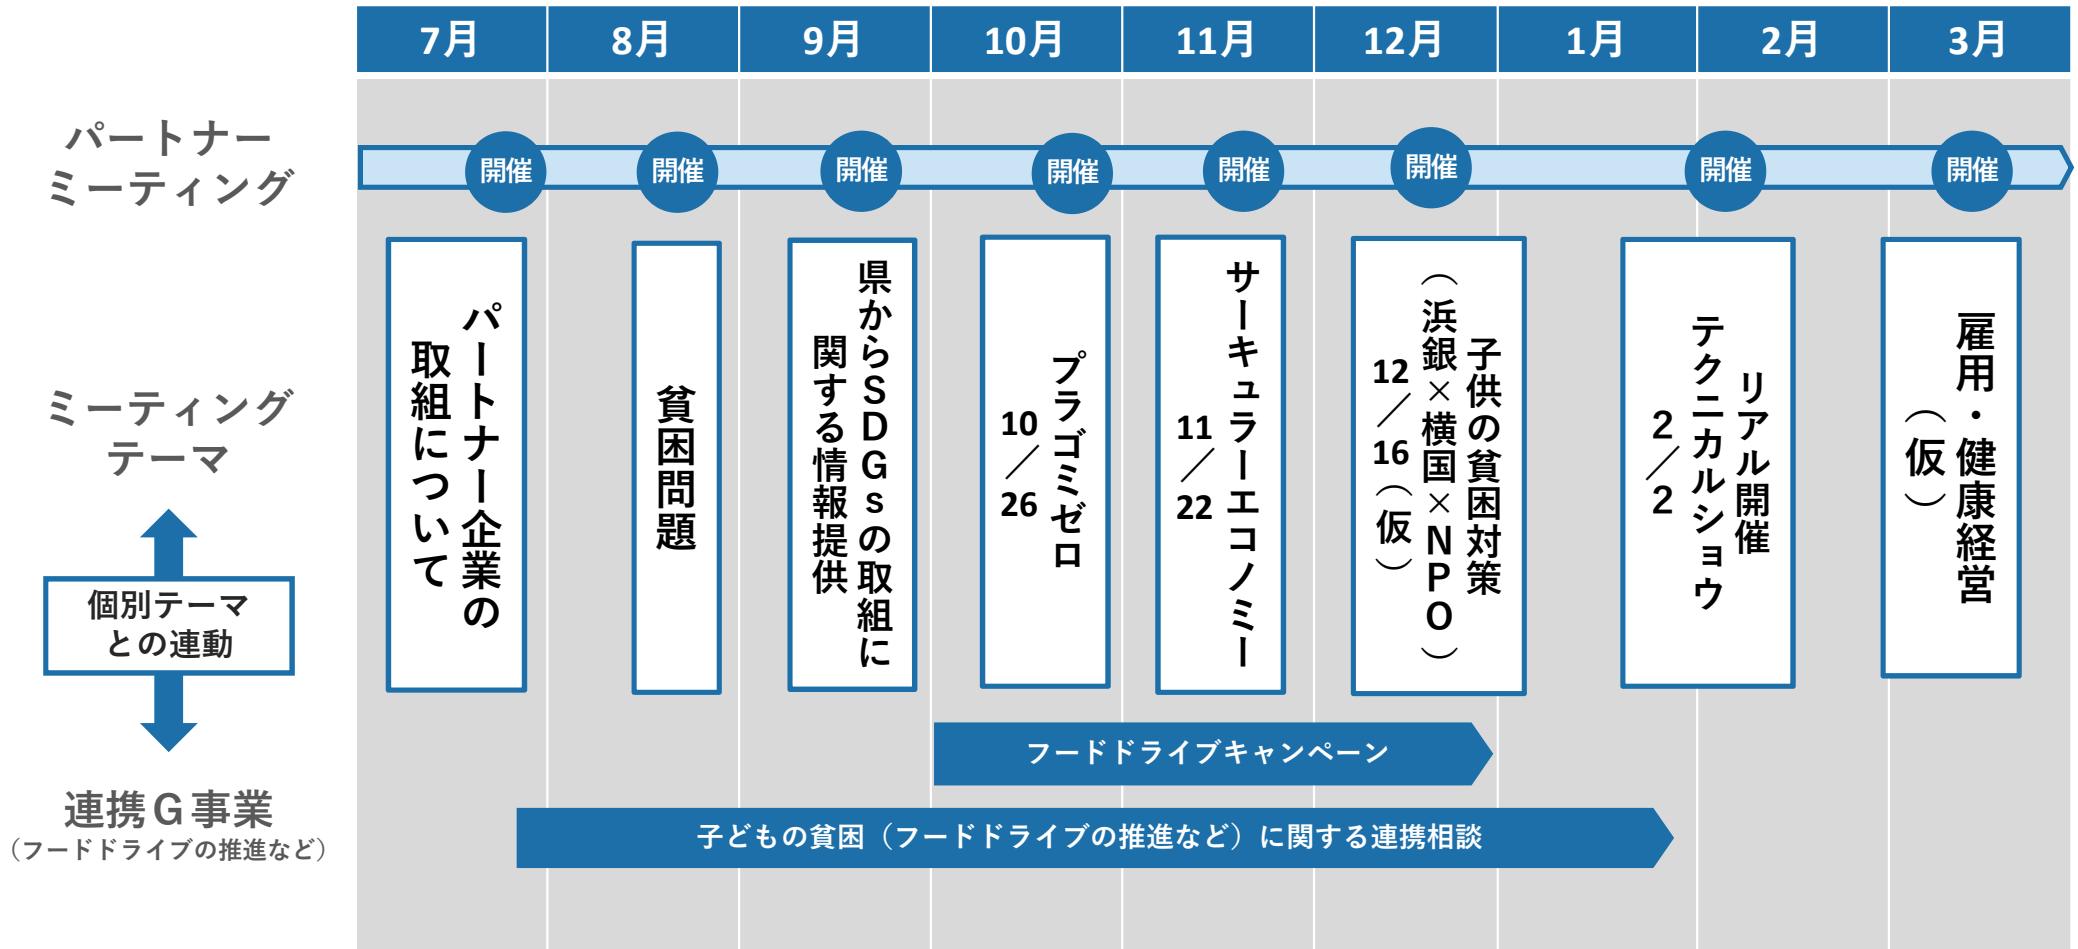 7月
8月
9月
10月
11月
12月
1月
2月
3月
パートナー
ミーティング
開催
開催
開催
開催
開催
開催
開催
開催
ミーティング
テーマ
パートナー企業の
取組について
貧困問題
県からＳＤＧｓの取組に
関する情報提供
プラゴミゼロ
10／26
サーキュラーエコノミー
11／22
子供の貧困対策
（浜銀×横国×ＮＰＯ）
12／16（仮）
リアル開催
テクニカルショウ
２／２
雇用・健康経営
（仮）
個別テーマ
との連動
連携Ｇ事業
（フードドライブの推進など）
フードドライブキャンペーン
子どもの貧困（フードドライブの推進など）に関する連携相談